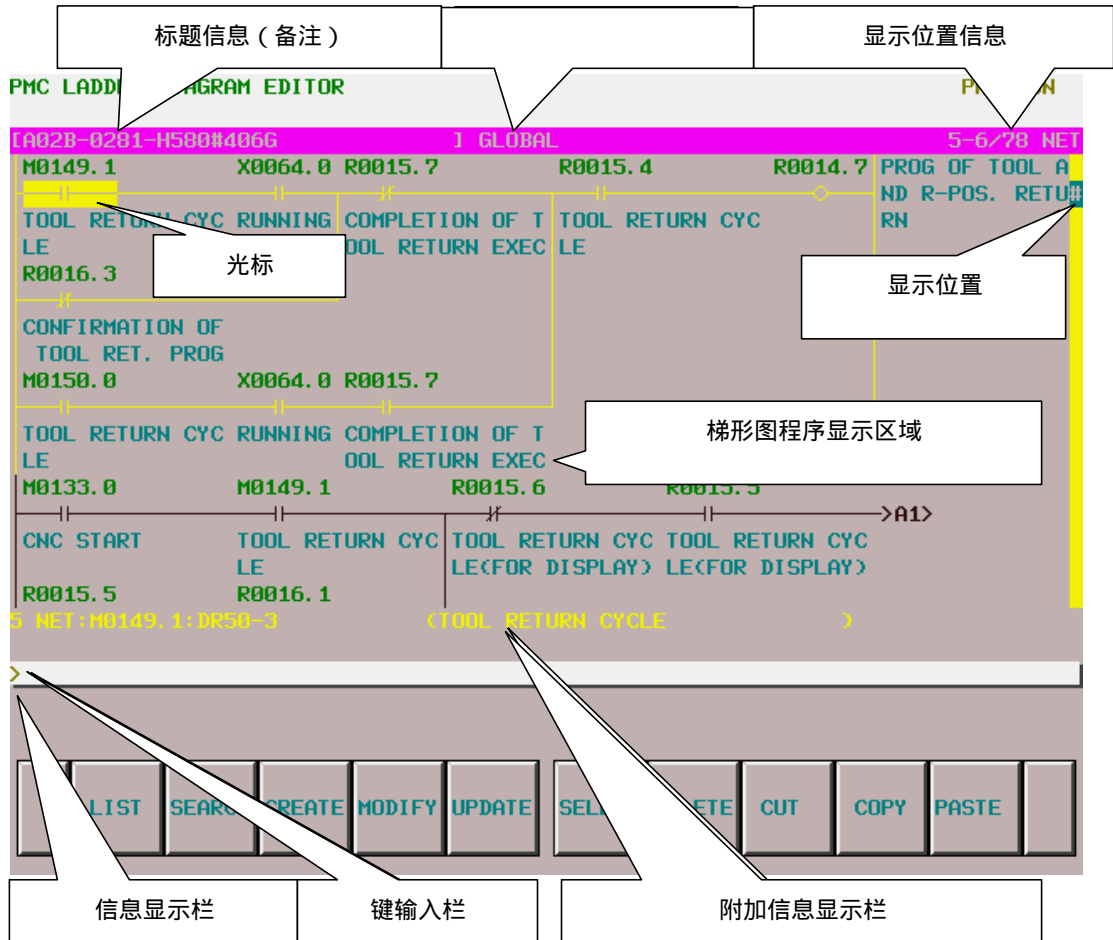 标题信息（备注）
显示位置信息
PMC LADD AGRAM EDITOR
P N
[A02B-0281-H580#406G ] GLOBAL 5-6/78 NET
M0149.1 X0064.0 R0015.7 R0015.4 R0014.7 PROG OF TOOL A
ND R-POS. RETU#
TOOL RETURN CYC RUNNING COMPLETION OF T TOOL RETURN CYC RN
LE OOL RETURN EXEC LE
光标
R0016.3
显示位置
CONFIRMATION OF
TOOL RET. PROG
M0150.0 X0064.0 R0015.7
梯形图程序显示区域
TOOL RETURN CYC RUNNING COMPLETION OF T
LE OOL RETURN EXEC
M0133.0 M0149.1 R0015.6 R0015.5
>A1>
CNC START TOOL RETURN CYC TOOL RETURN CYC TOOL RETURN CYC
LE LE(FOR DISPLAY) LE(FOR DISPLAY)
R0015.5 R0016.1
5 NET:M0149.1:DR50-3 (TOOL RETURN CYCLE )
>
LIST SEARC CREATE MODIFY UPDATE SEL ETE CUT COPY PASTE
信息显示栏
键输入栏
附加信息显示栏